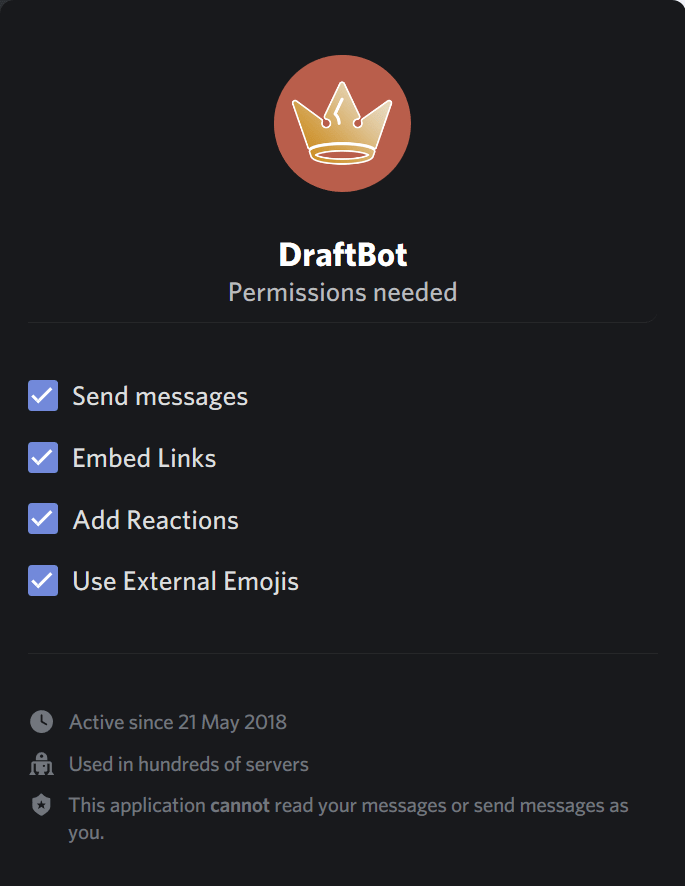 DraftBot
Permissions needed
Send messages
Embed Links
Add Reactions
Use External Emojis
Active since 21 May 2018
Used in hundreds of servers
This application cannot read your messages or send messages as
you.